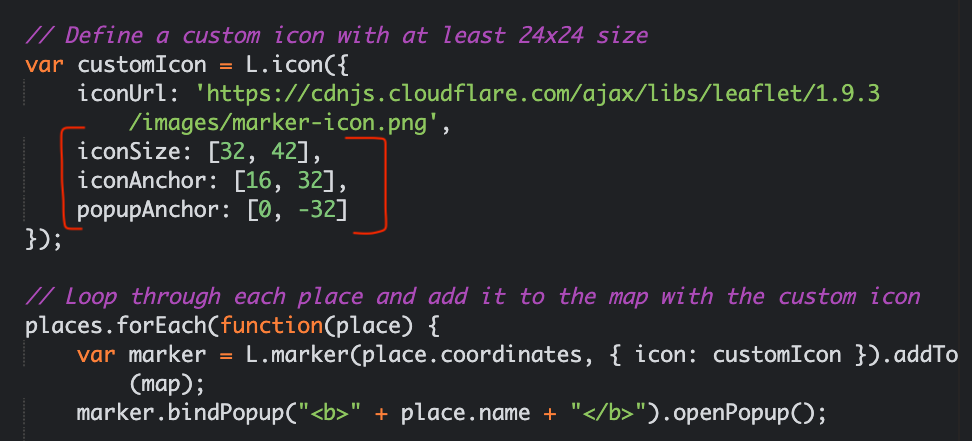 // Define a custom icon with at least 24x24 size
var customIcon = L.icon({
iconUrl: 'https://cdnjs.cloudflare.com/ajax/libs/leaflet/1.9.3
/images/marker-icon.png',
iconSize: [32, 42],
iconAnchor: [16, 32],
popupAnchor: [0, -32]
});
// Loop through each place and add it to the map with the custom icon
places.forEach(function(place) {
var marker = L.marker(place.coordinates, { icon: customIcon }).addTo
(map);
marker.bindPopup("<b>" + place.name + "</b>").openPopup();